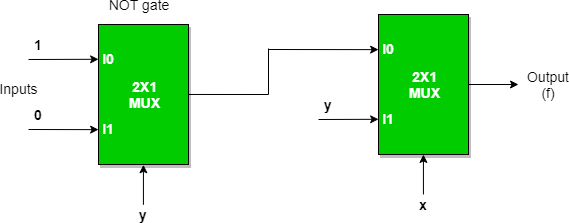 NOT gate
1
I0
Inputs
2X1
MUX
0
I1
y
I0
2X1
MUX
y
I1
x
Output
(f)